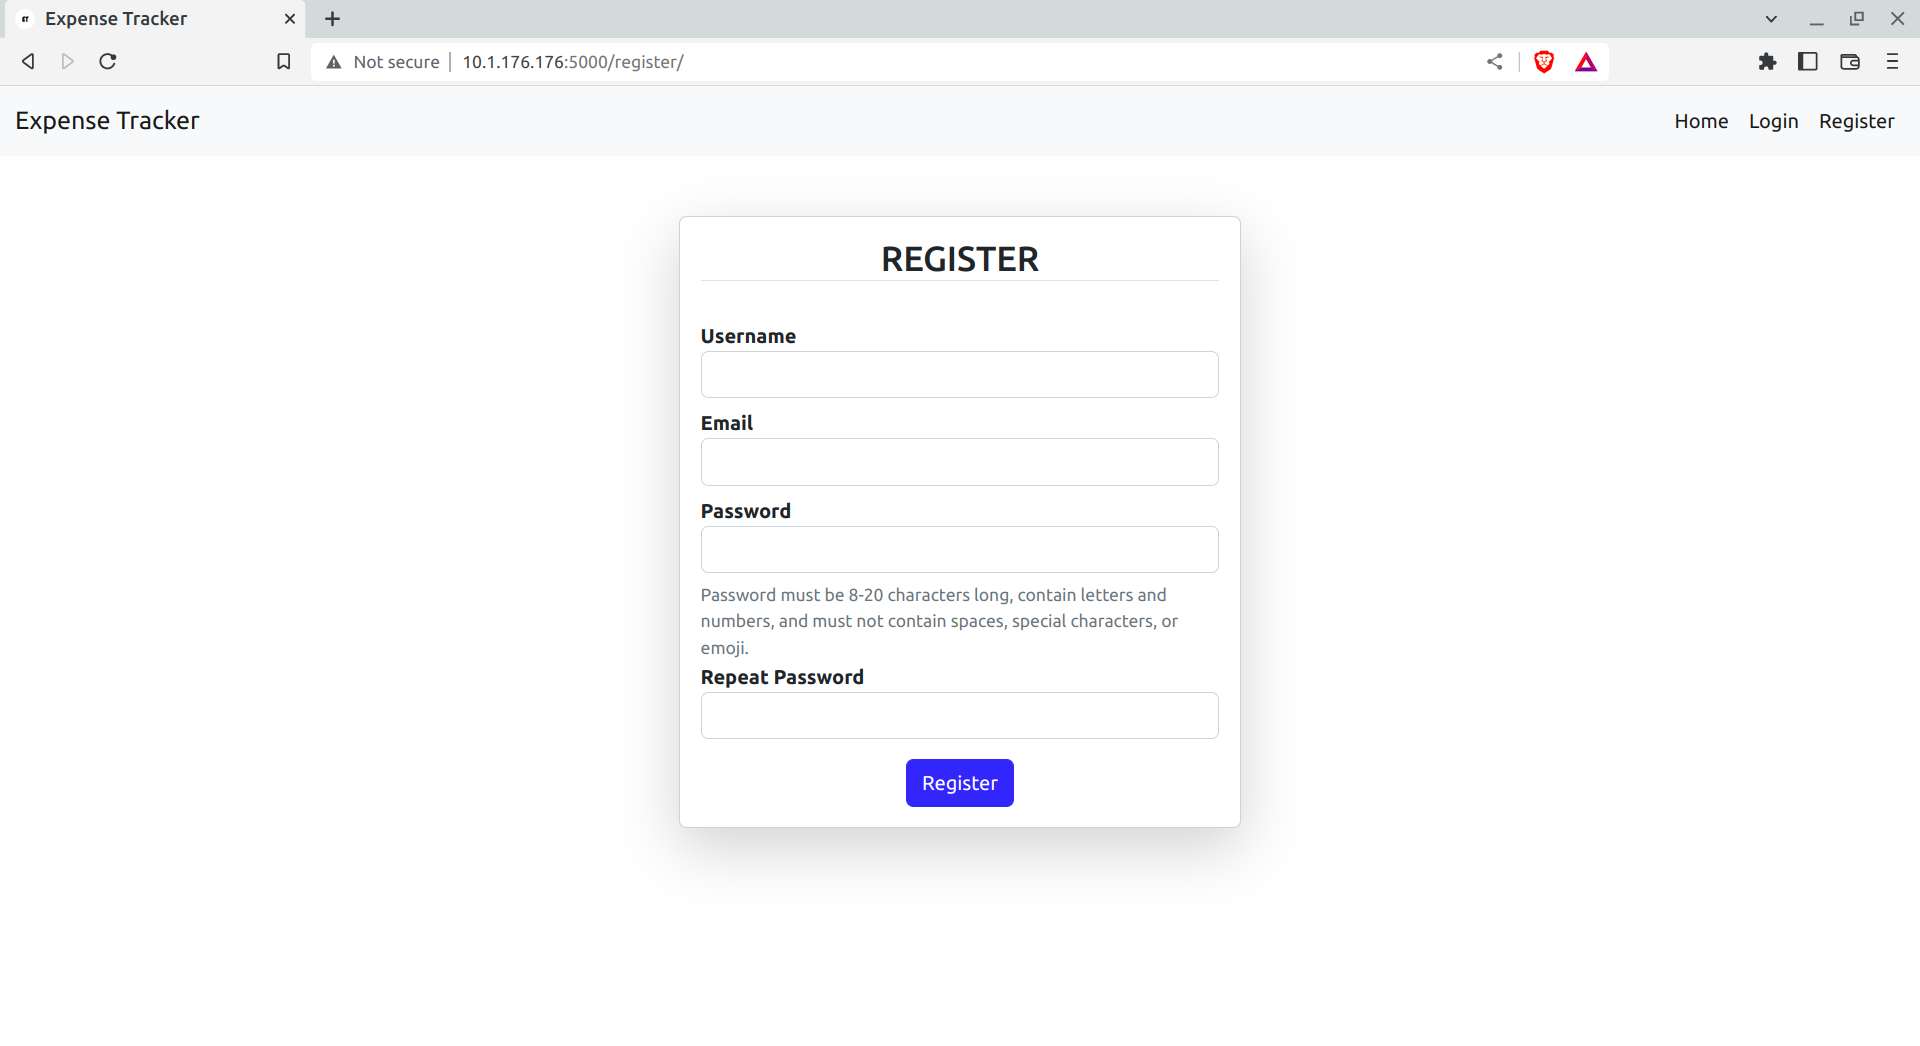 Expense Tracker
Not secure 10.1.176.176:5000/register/
Expense Tracker Home Login Register
REGISTER
Username
Email
Password
Password must be 8-20 characters long, contain letters and
numbers, and must not contain spaces, special characters, or
emoji.
Repeat Password
Register